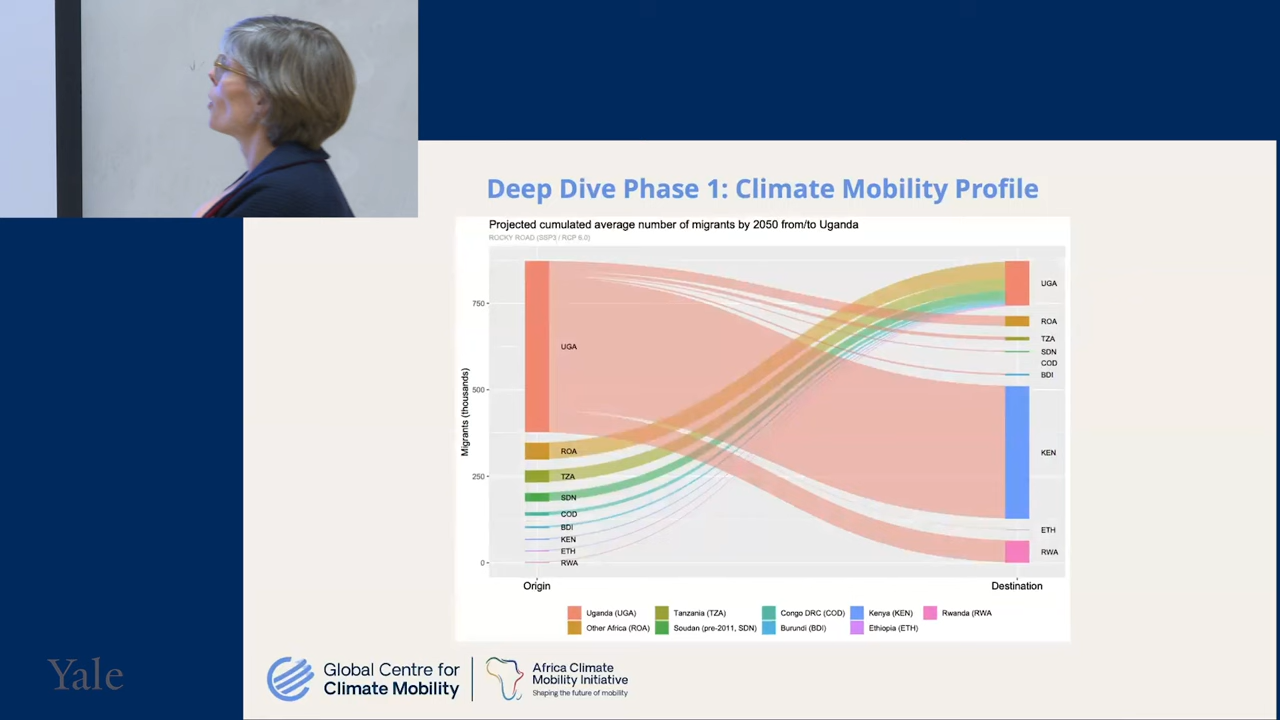 Deep Dive Phase 1: Climate Mobility Profile
Projected cumulated average number of migrants by 2050 from/to Uganda
ROCKY ROAD (SSP3 / RCP 6.0)
Migrants (thousands)
750
500
250
0
UGA
ROA
TZA
SDN
COD
BDI
KEN
ETH
RWA
UGA
ROA
TZA
SDN
COD
BDI
KEN
ETH
RWA
Origin
Destination
Uganda (UGA)
Tanzania (TZA)
Congo DRC (COD)
Kenya (KEN)
Rwanda (RWA
Other Africa (ROA)
Soudan (pre-2011, SDN)
Burundi (BDI)
Ethiopia (ETH)
Yale
Global Centre for
Climate Mobility
Africa Climate
Mobility Initiative
Shaping the future of mobility